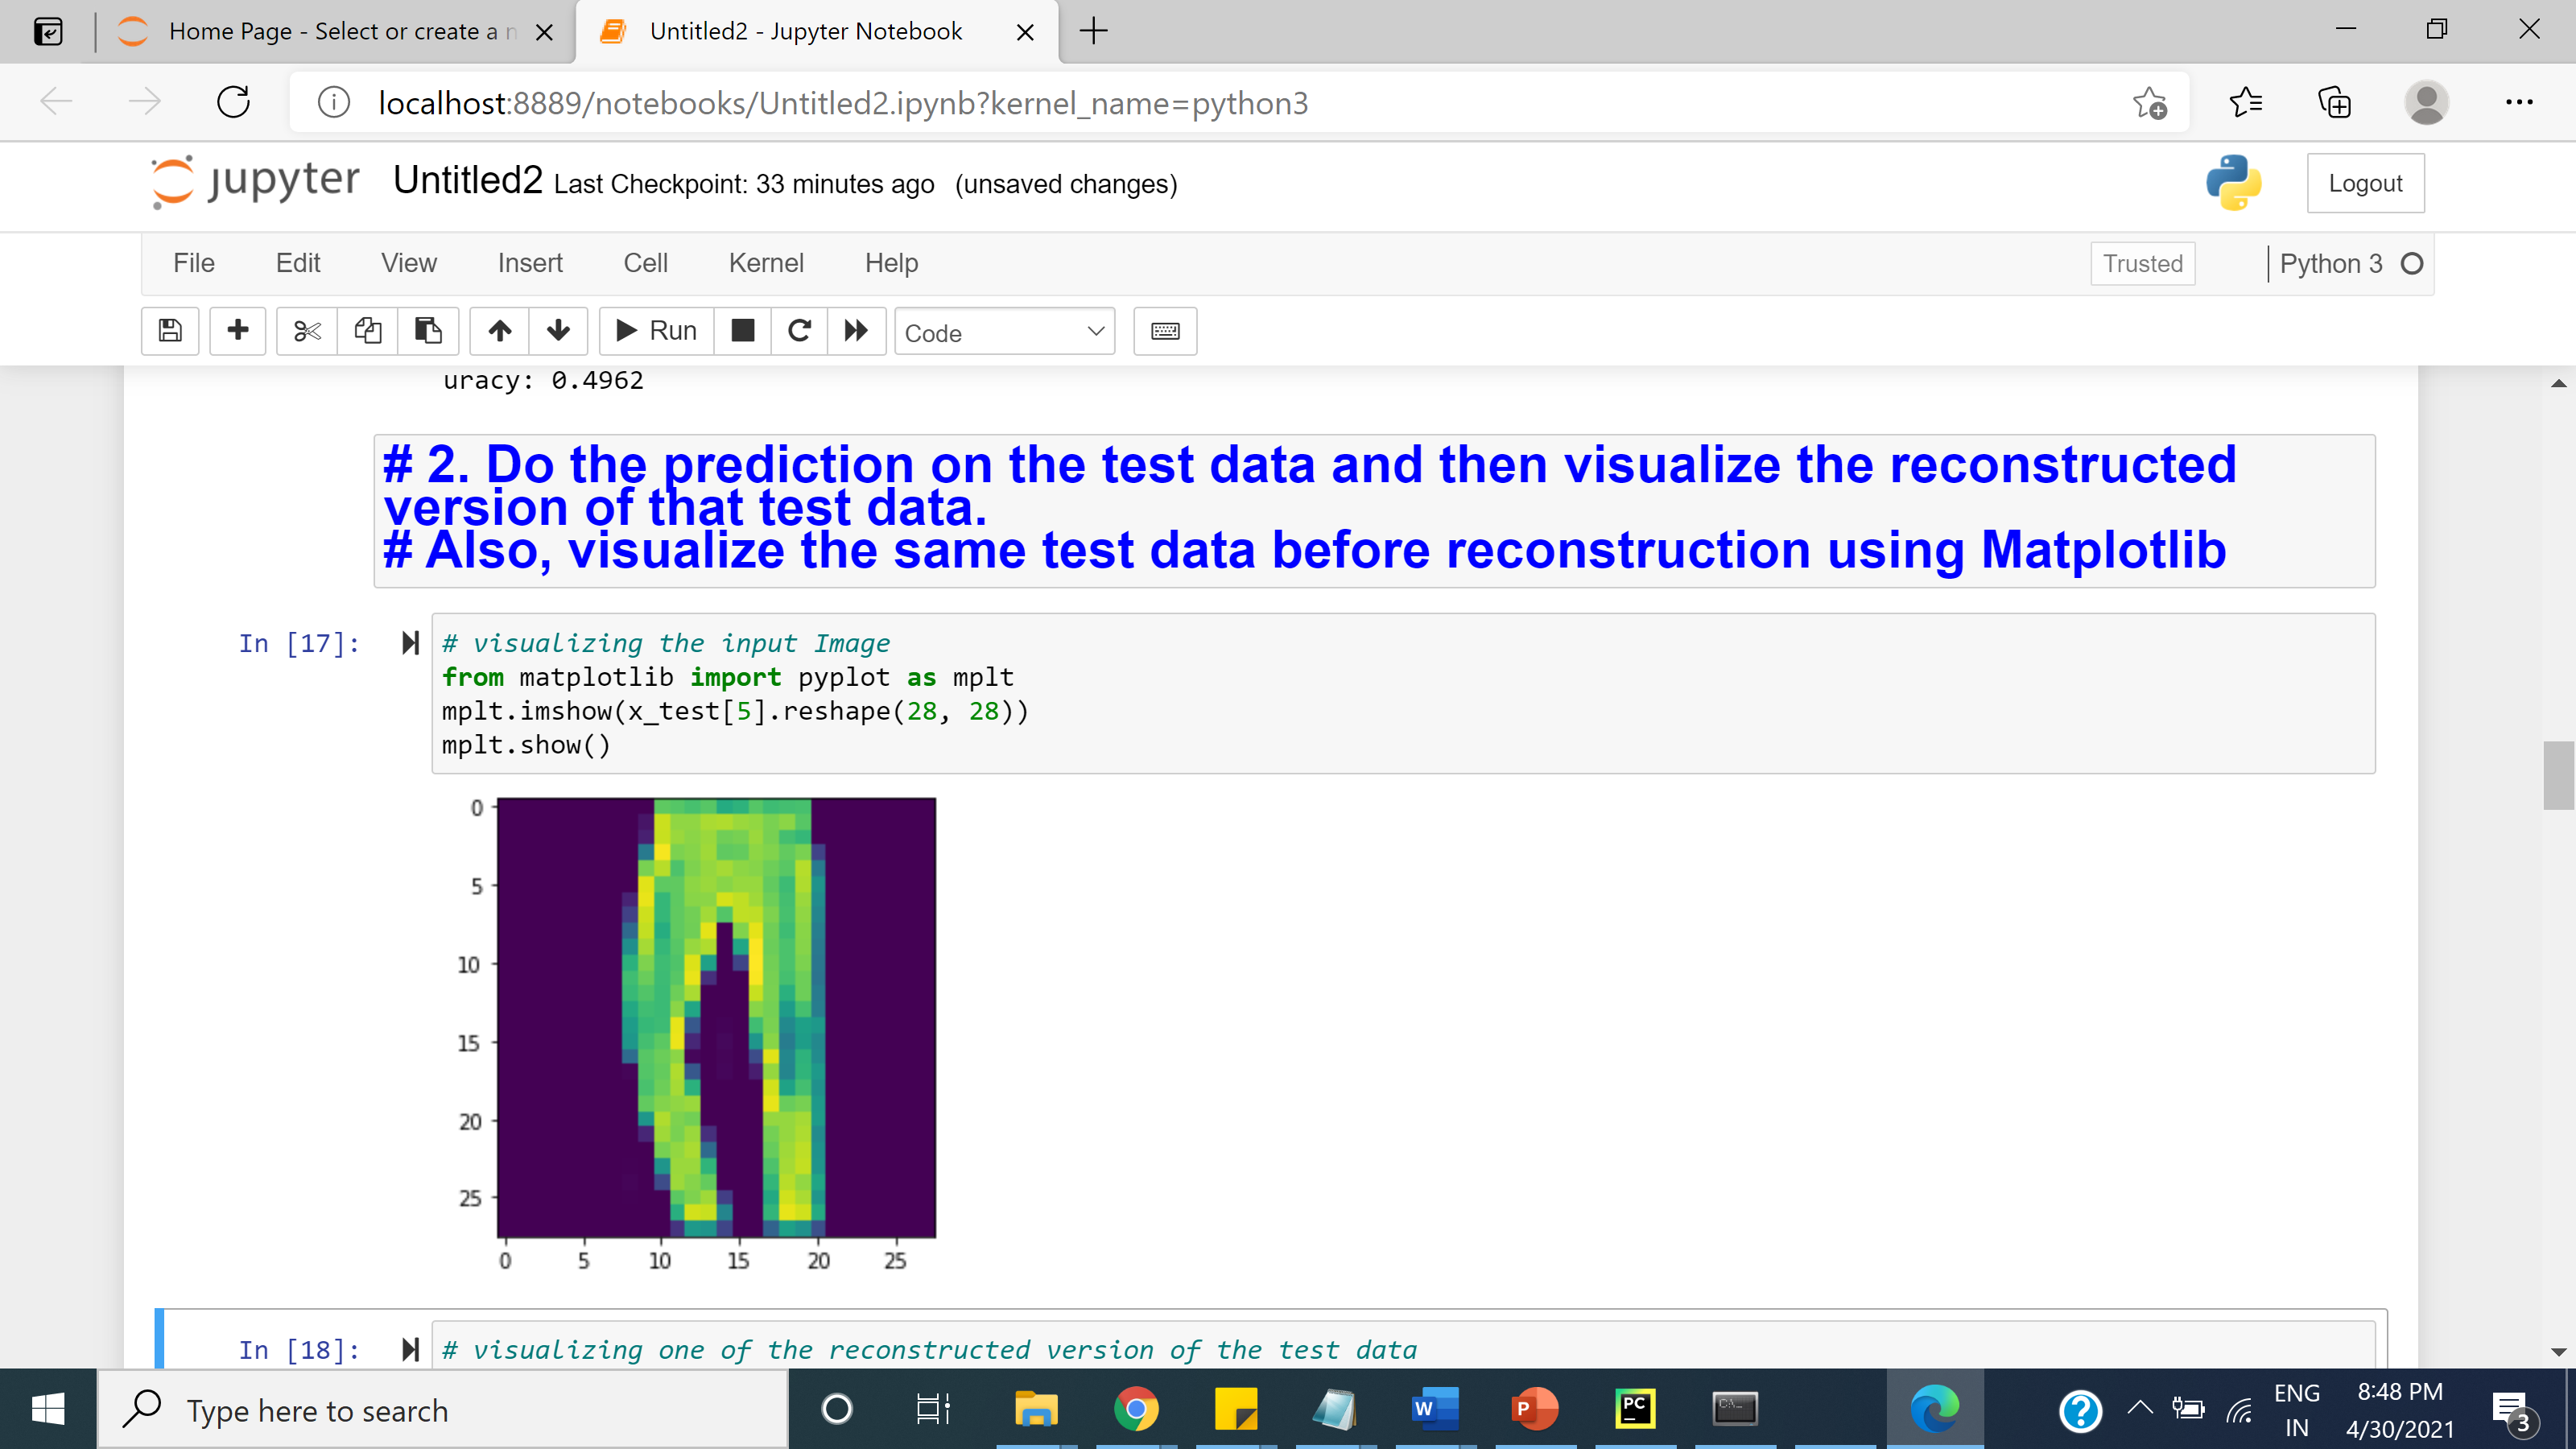 Home Page - Select or create a n
Untitled2 - Jupyter Notebook
localhost:8889/notebooks/Untitled2.ipynb?kernel_name=python3
jupyter Untitled2 Last Checkpoint: 33 minutes ago (unsaved changes)
Logout
File Edit View Insert Cell Kernel Help
Trusted
Python 3
Run
Code
uracy: 0.4962
# 2. Do the prediction on the test data and then visualize the reconstructed
version of that test data.
# Also, visualize the same test data before reconstruction using Matplotlib
In [17]:
# visualizing the input Image
from matplotlib import pyplot as mplt
mplt.imshow(x_test[5].reshape(28, 28))
mplt.show()
0
5
10
15
20
25
0 5 10 15 20 25
In [18]:
# visualizing one of the reconstructed version of the test data
Type here to search
W
P
PC
C:\_
ENG
IN
8:48 PM
4/30/2021
3